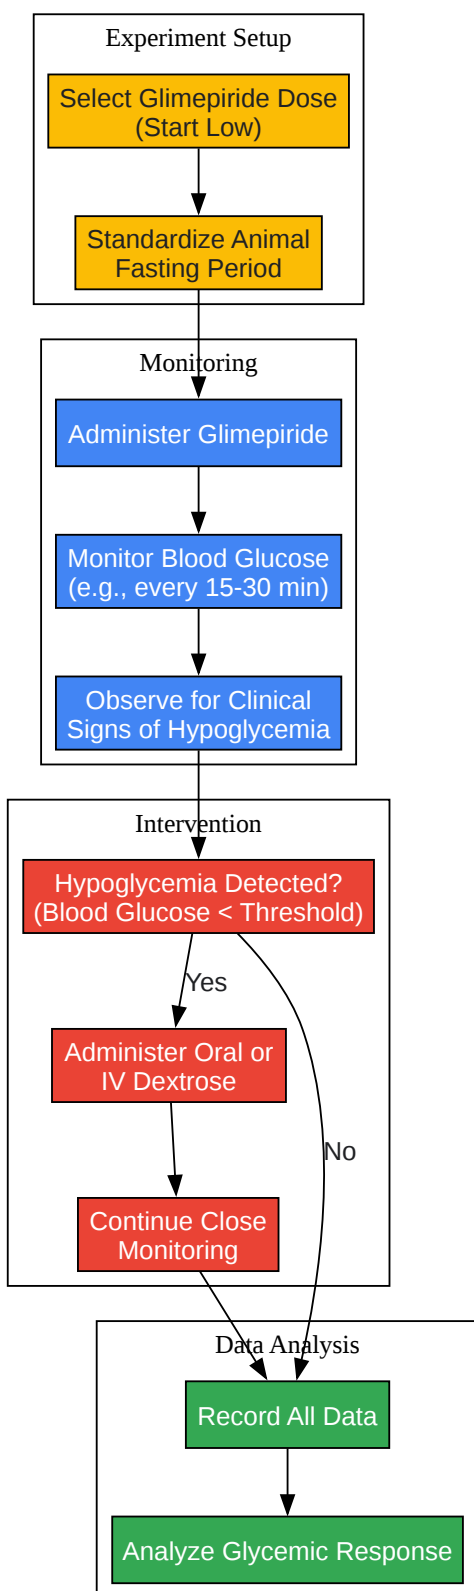 Experiment Setup
Select Glimepiride Dose
(Start Low)
Standardize Animal
Fasting Period
Monitoring
Administer Glimepiride
Monitor Blood Glucose
(e.g., every 15-30 min)
Observe for Clinical
Signs of Hypoglycemia
Intervention
Hypoglycemia Detected?
(Blood Glucose < Threshold)
Yes
Administer Oral or
IV Dextrose
No
Continue Close
Monitoring
Data Analysis
Record All Data
Analyze Glycemic Response